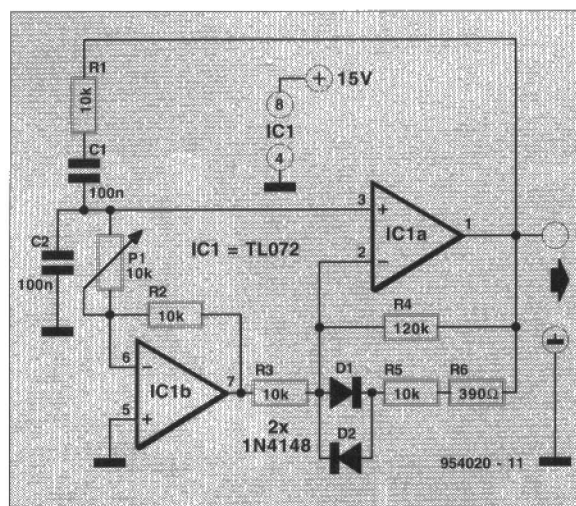 R1
10k
C1
100n
+ 15V
8
IC1
4
C2
100n
P1
10k
IC1 = TL072
3
+
IC1a
1
2
−
R2
10k
R4
120k
6
−
IC1b
7
5
+
R3
10k
D1
R5
10k
R6
390Ω
D2
2x
1N4148
954020 - 11